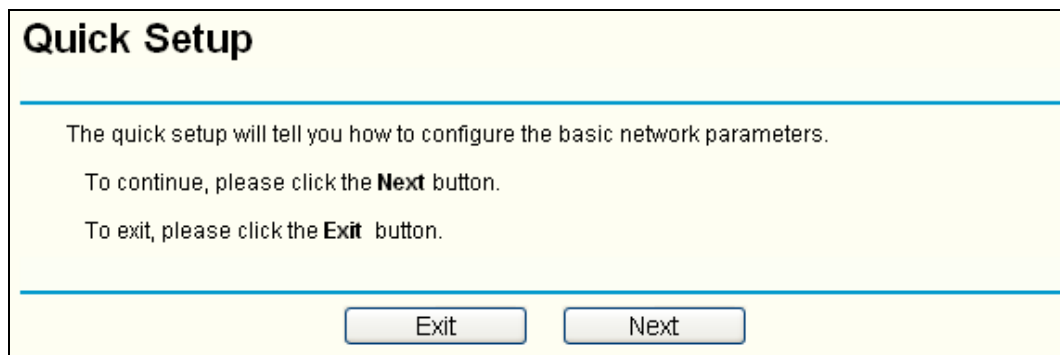 Quick Setup
The quick setup will tell you how to configure the basic network parameters.
To continue, please click the Next button.
To exit, please click the Exit button.
Exit Next